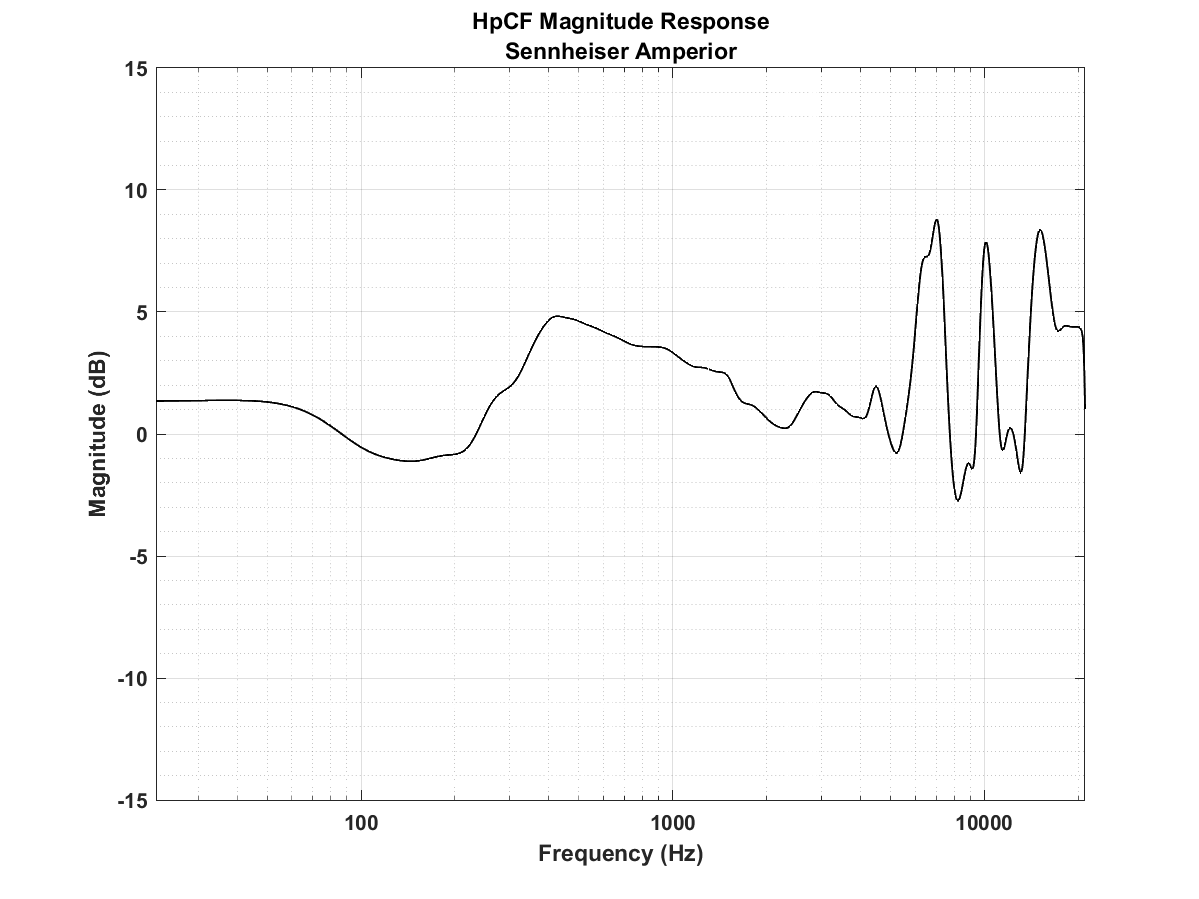 HpCF Magnitude Response
Sennheiser Amperior
15
10
5
0
-5
-10
-15
Magnitude (dB)
100
1000
10000
Frequency (Hz)